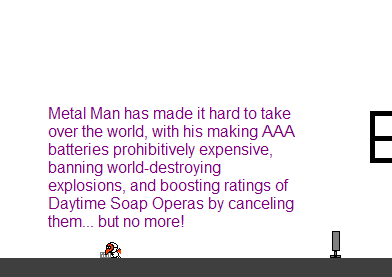 Metal Man has made it hard to take
over the world, with his making AAA
batteries prohibitively expensive,
banning world-destroying
explosions, and boosting ratings of
Daytime Soap Operas by canceling
them... but no more!